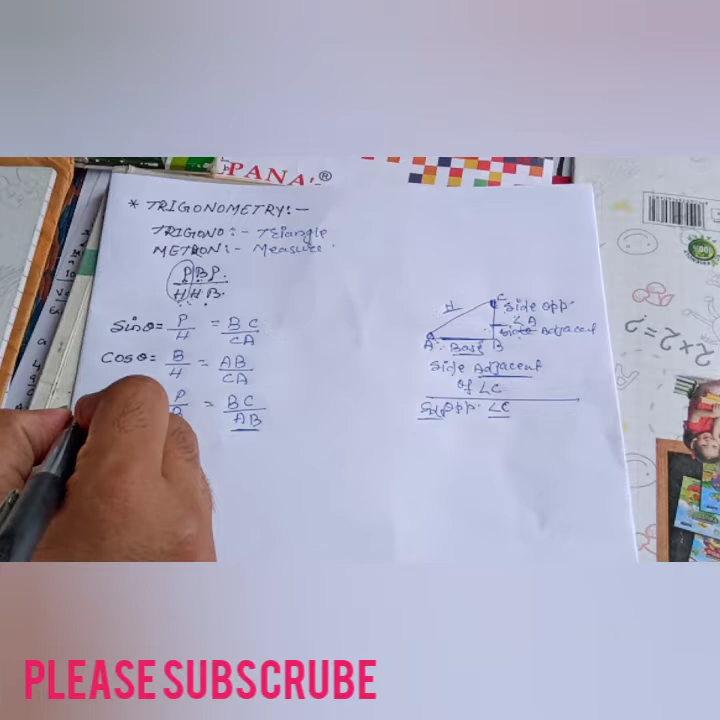 PANA'S®
* TRIGONOMETRY:-
TRIGONO:- Triangle
METRON:- Measure.
P B P.
H H B.
Sinθ = P/H = BC/CA
Cosθ = B/H = AB/CA
P/B = BC/AB
H
C
Side opp.
∠A
Side Adjacent
A Base B
Side Adjacent
of ∠C
Opp. ∠C
2×2=?
100%
PLEASE SUBSCRUBE